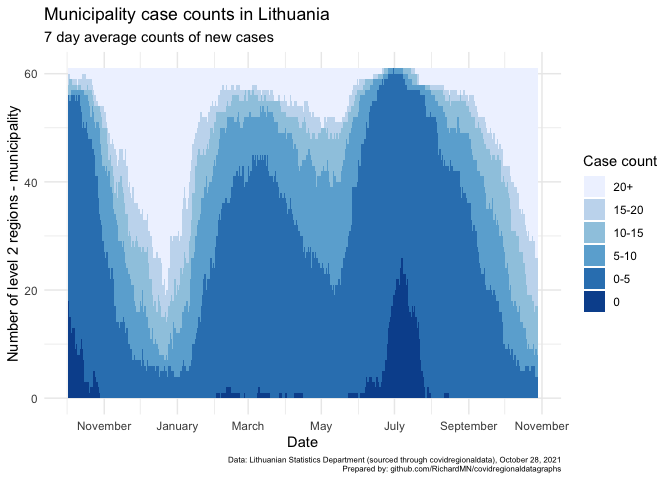 Municipality case counts in Lithuania
7 day average counts of new cases
Number of level 2 regions - municipality
60
40
20
0
November
January
March
May
July
September
November
Date
Case count
20+
15-20
10-15
5-10
0-5
0
Data: Lithuanian Statistics Department (sourced through covidregionaldata), October 28, 2021
Prepared by: github.com/RichardMN/covidregionaldatagraphs